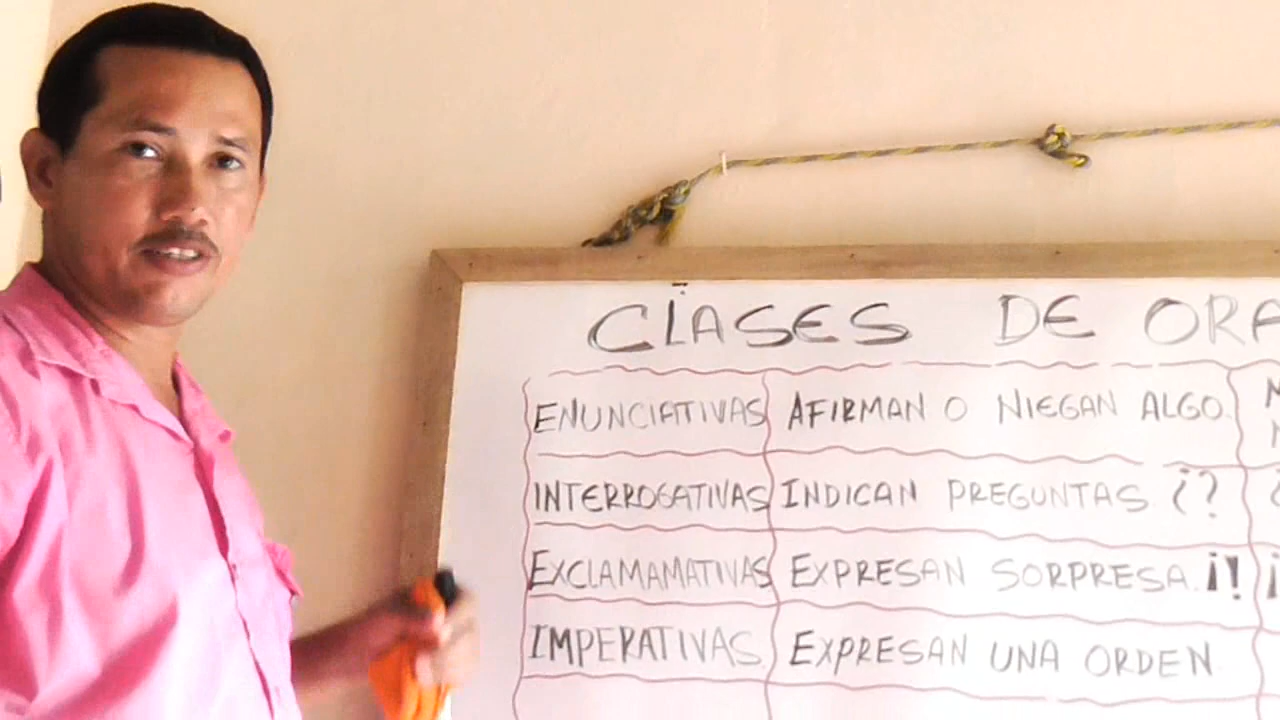 CLASES DE ORA
ENUNCIATIVAS AFIRMAN O NIEGAN ALGO.
INTERROGATIVAS INDICAN PREGUNTAS ¿?
EXCLAMAMATIVAS EXPRESAN SORPRESA. ¡!
IMPERATIVAS EXPRESAN UNA ORDEN